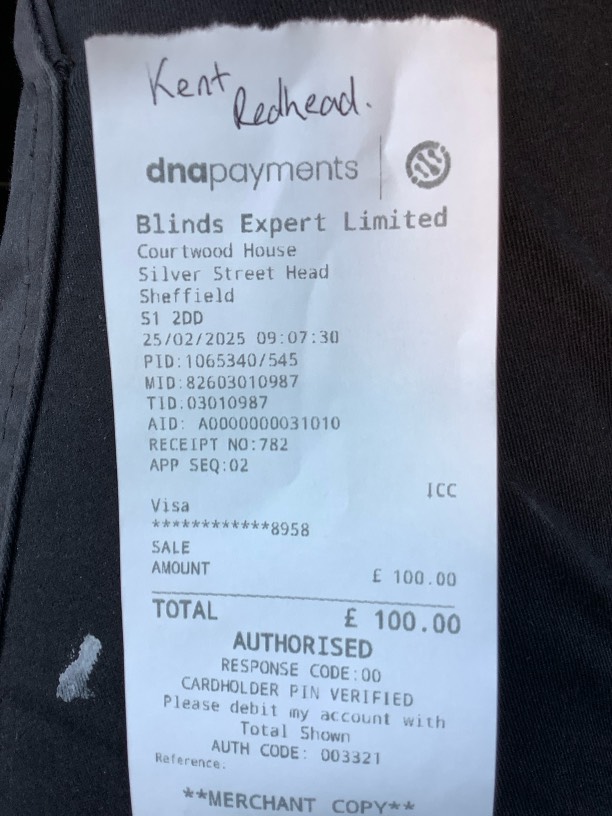 Kent
Redhead.
dnapayments
Blinds Expert Limited
Courtwood House
Silver Street Head
Sheffield
S1 2DD
25/02/2025 09:07:30
PID:1065340/545
MID:82603010987
TID:03010987
AID: A0000000031010
RECEIPT NO:782
APP SEQ:02
ICC
Visa
************8958
SALE
AMOUNT £ 100.00
TOTAL £ 100.00
AUTHORISED
RESPONSE CODE:00
CARDHOLDER PIN VERIFIED
Please debit my account with
Total Shown
AUTH CODE: 003321
Reference:
**MERCHANT COPY**